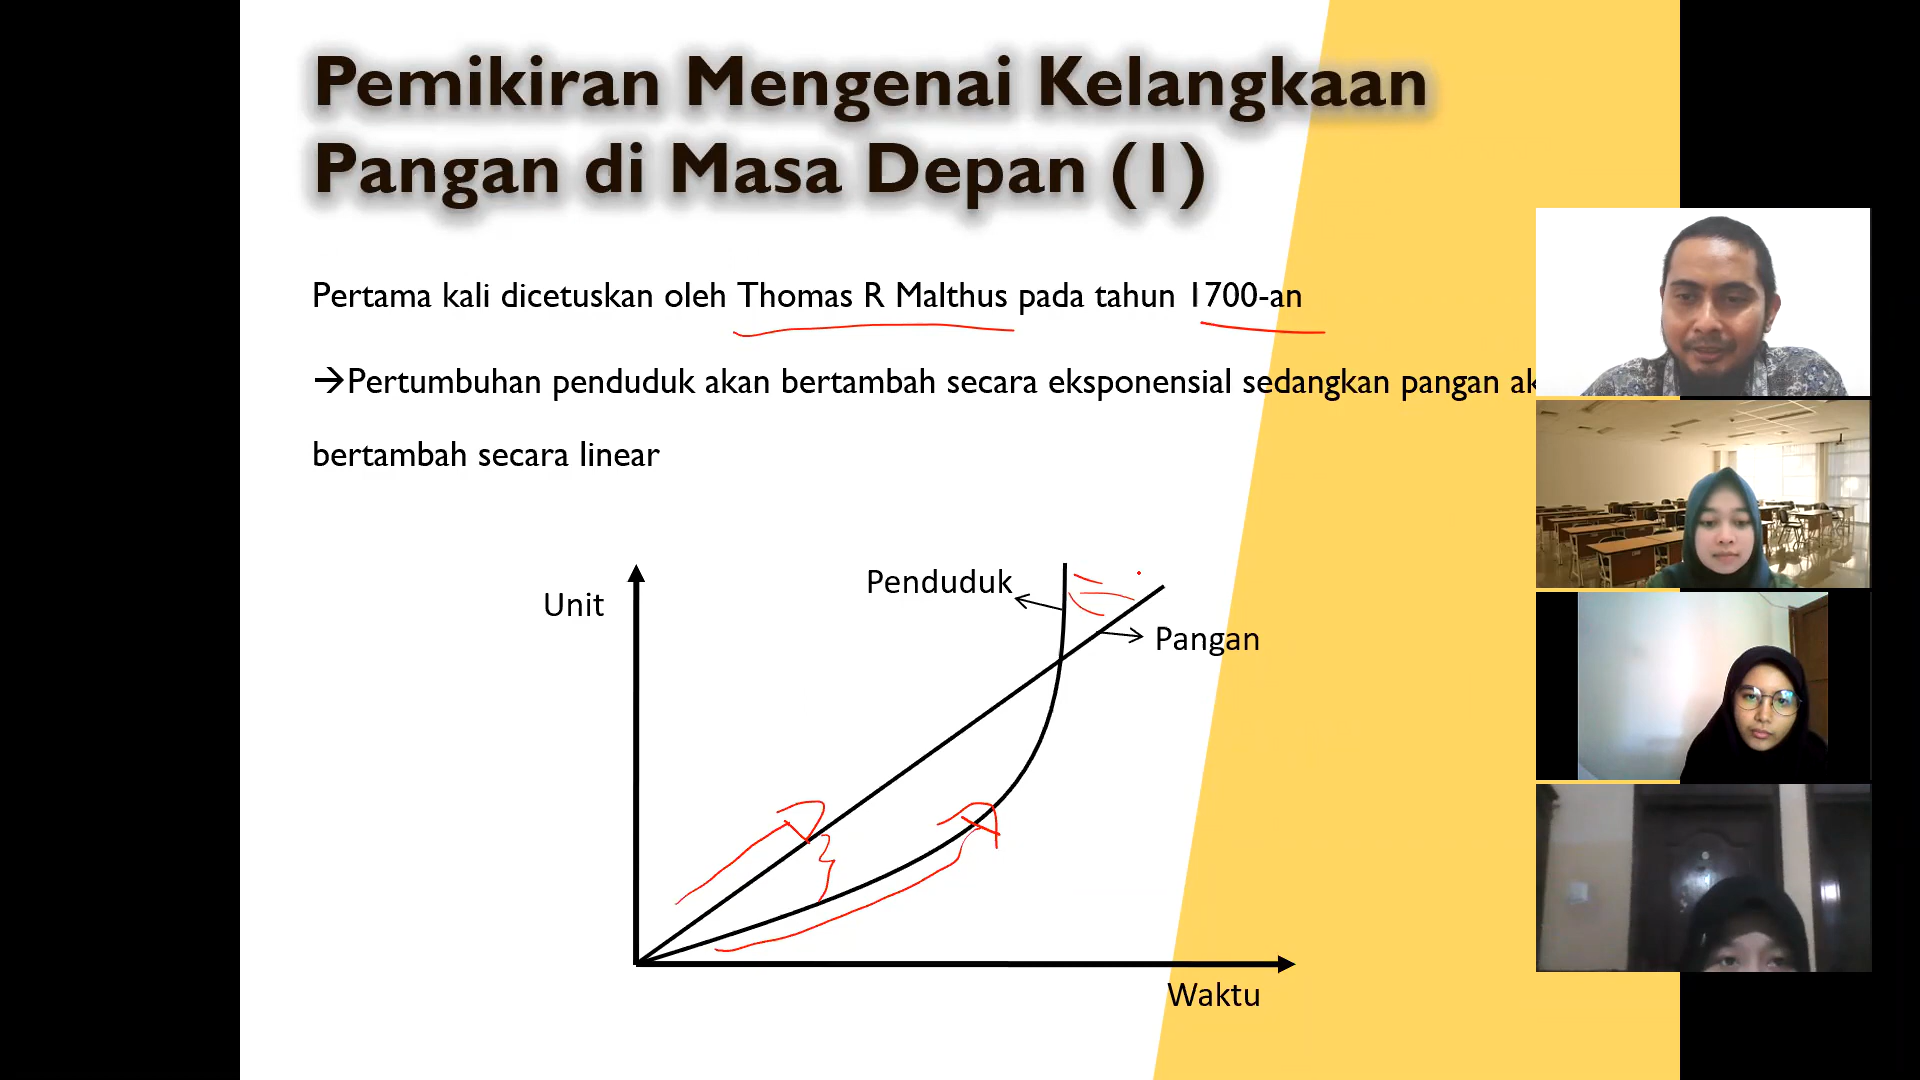 Pemikiran Mengenai Kelangkaan
Pangan di Masa Depan (1)
Pertama kali dicetuskan oleh Thomas R Malthus pada tahun 1700-an
→Pertumbuhan penduduk akan bertambah secara eksponensial sedangkan pangan ak
bertambah secara linear
Unit
Penduduk
Pangan
Waktu